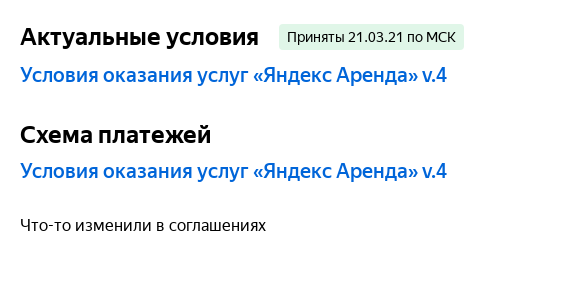 Актуальные условия Приняты 21.03.21 по МСК
Условия оказания услуг «Яндекс Аренда» v.4
Схема платежей
Условия оказания услуг «Яндекс Аренда» v.4
Что-то изменили в соглашениях